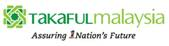 TAKAFULmalaysia
Assuring 1Nation's Future